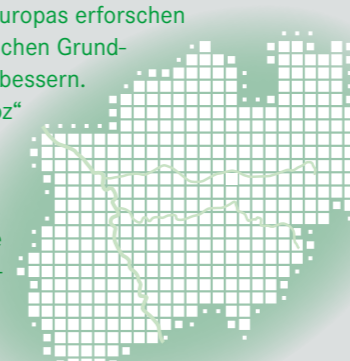 uropas erforschen
chen Grund-
bessern.
oz“